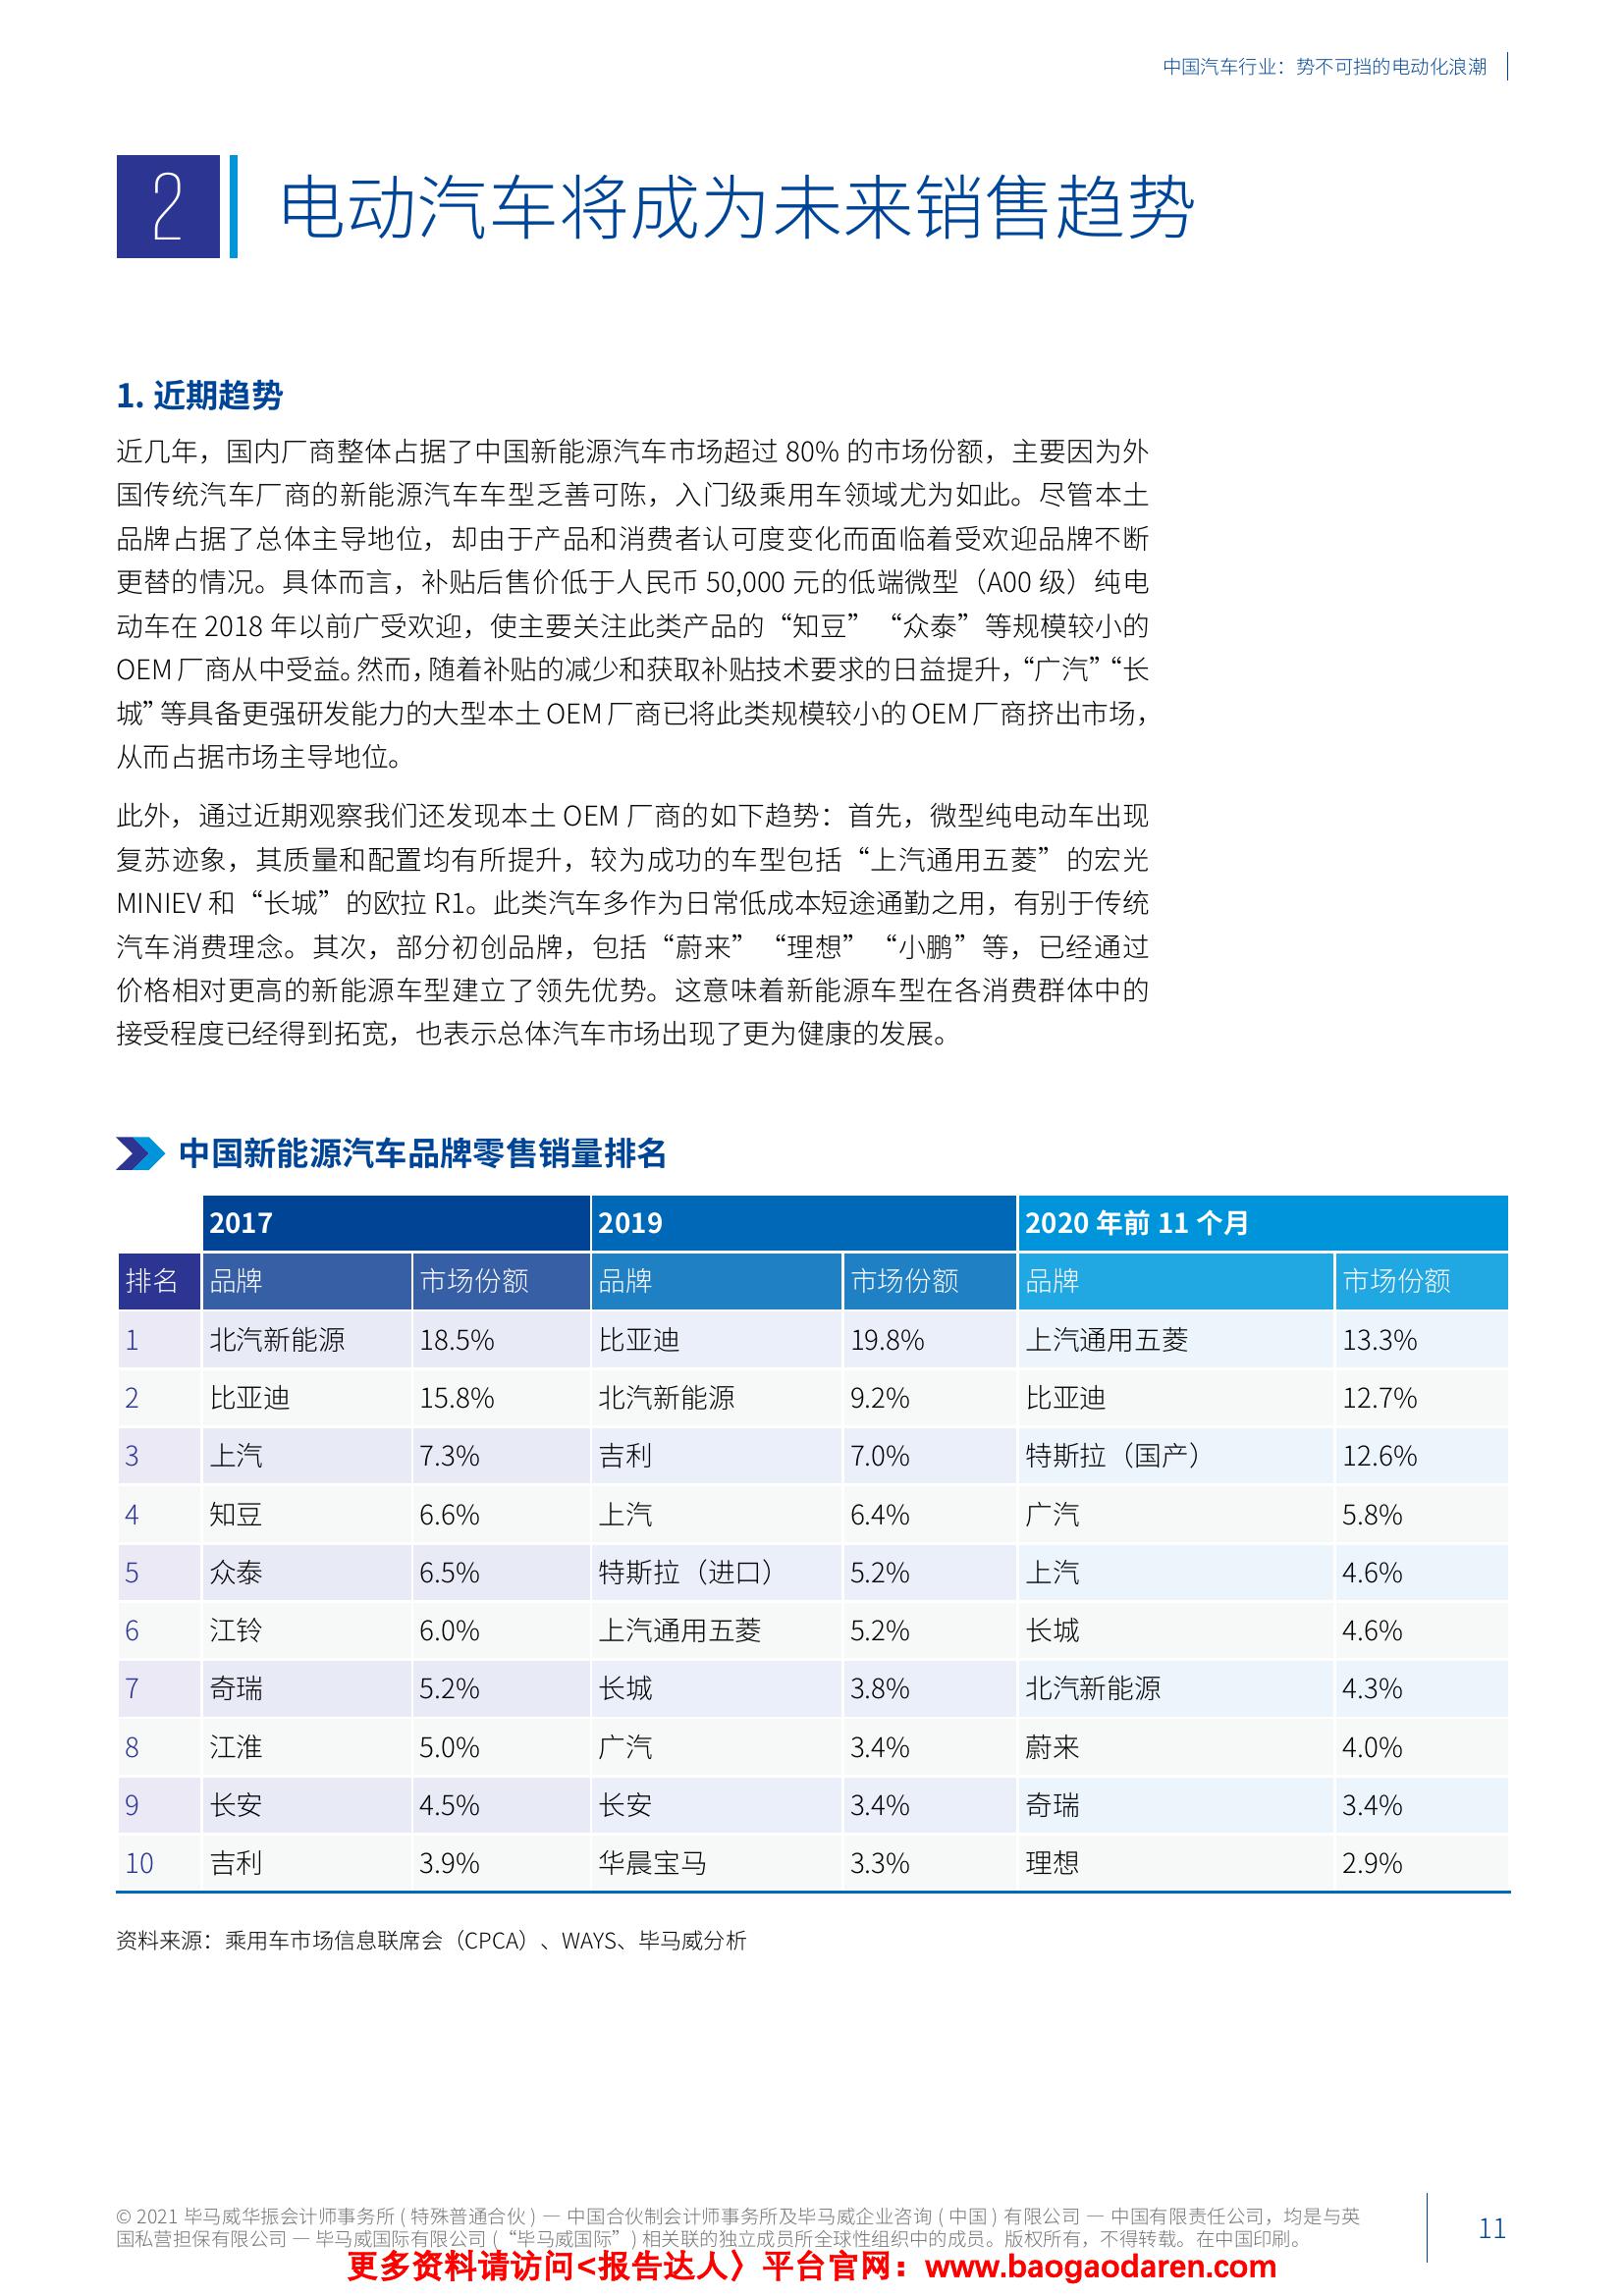 中国汽车行业：势不可挡的电动化浪潮
2 电动汽车将成为未来销售趋势
1. 近期趋势
近几年，国内厂商整体占据了中国新能源汽车市场超过 80% 的市场份额，主要因为外
国传统汽车厂商的新能源汽车车型乏善可陈，入门级乘用车领域尤为如此。尽管本土
品牌占据了总体主导地位，却由于产品和消费者认可度变化而面临着受欢迎品牌不断
更替的情况。具体而言，补贴后售价低于人民币 50,000 元的低端微型（A00 级）纯电
动车在 2018 年以前广受欢迎，使主要关注此类产品的“知豆” “众泰”等规模较小的
OEM 厂商从中受益。然而，随着补贴的减少和获取补贴技术要求的日益提升，“广汽” “长
城” 等具备更强研发能力的大型本土 OEM 厂商已将此类规模较小的 OEM 厂商挤出市场，
从而占据市场主导地位。
此外，通过近期观察我们还发现本土 OEM 厂商的如下趋势：首先，微型纯电动车出现
复苏迹象，其质量和配置均有所提升，较为成功的车型包括“上汽通用五菱”的宏光
MINIEV 和“长城”的欧拉 R1。此类汽车多作为日常低成本短途通勤之用，有别于传统
汽车消费理念。其次，部分初创品牌，包括“蔚来” “理想” “小鹏”等，已经通过
价格相对更高的新能源车型建立了领先优势。这意味着新能源车型在各消费群体中的
接受程度已经得到拓宽，也表示总体汽车市场出现了更为健康的发展。
中国新能源汽车品牌零售销量排名
2017 2019 2020 年前 11 个月
排名 品牌 市场份额 品牌 市场份额 品牌 市场份额
1 北汽新能源 18.5% 比亚迪 19.8% 上汽通用五菱 13.3%
2 比亚迪 15.8% 北汽新能源 9.2% 比亚迪 12.7%
3 上汽 7.3% 吉利 7.0% 特斯拉（国产） 12.6%
4 知豆 6.6% 上汽 6.4% 广汽 5.8%
5 众泰 6.5% 特斯拉（进口） 5.2% 上汽 4.6%
6 江铃 6.0% 上汽通用五菱 5.2% 长城 4.6%
7 奇瑞 5.2% 长城 3.8% 北汽新能源 4.3%
8 江淮 5.0% 广汽 3.4% 蔚来 4.0%
9 长安 4.5% 长安 3.4% 奇瑞 3.4%
10 吉利 3.9% 华晨宝马 3.3% 理想 2.9%
资料来源：乘用车市场信息联席会（CPCA）、WAYS、毕马威分析
© 2021 毕马威华振会计师事务所 ( 特殊普通合伙 ) — 中国合伙制会计师事务所及毕马威企业咨询 ( 中国 ) 有限公司 — 中国有限责任公司，均是与英
国私营担保有限公司 — 毕马威国际有限公司 (“毕马威国际”) 相关联的独立成员所全球性组织中的成员。版权所有，不得转载。在中国印刷。
11
更多资料请访问<报告达人〉平台官网：www.baogaodaren.com